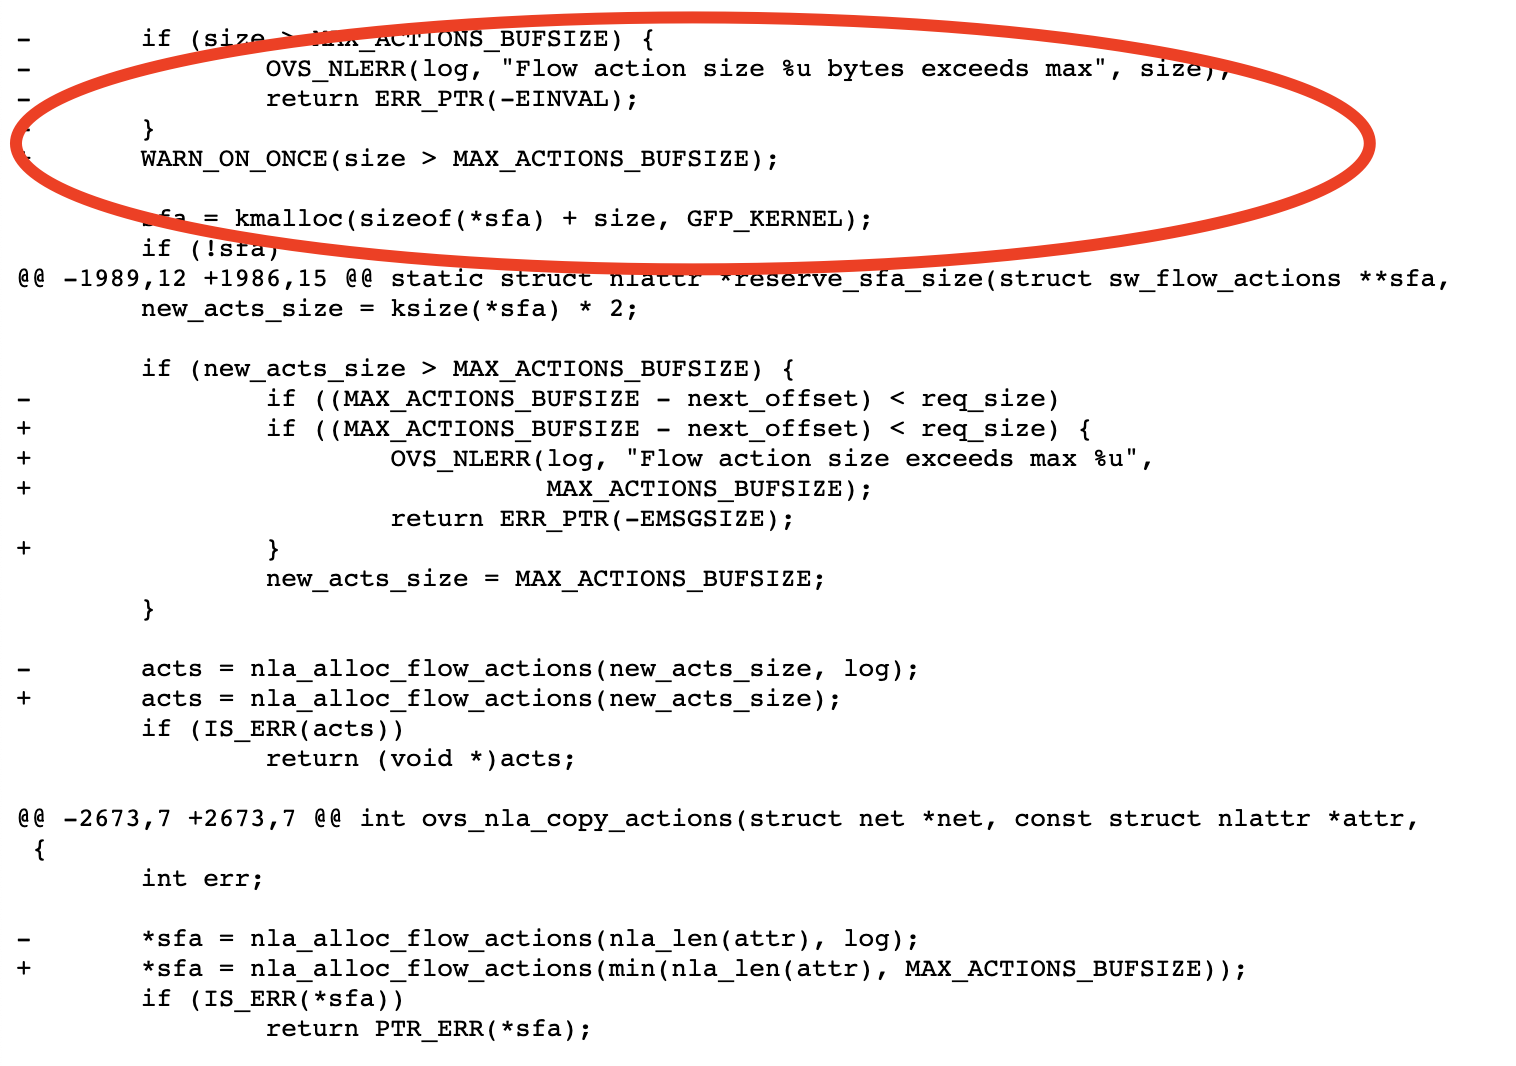 -       if (size > MAX_ACTIONS_BUFSIZE) {
-               OVS_NLERR(log, "Flow action size %u bytes exceeds max", size);
-               return ERR_PTR(-EINVAL);
-       }
+       WARN_ON_ONCE(size > MAX_ACTIONS_BUFSIZE);

        sfa = kmalloc(sizeof(*sfa) + size, GFP_KERNEL);
        if (!sfa)
@@ -1989,12 +1986,15 @@ static struct nlattr *reserve_sfa_size(struct sw_flow_actions **sfa,
        new_acts_size = ksize(*sfa) * 2;

        if (new_acts_size > MAX_ACTIONS_BUFSIZE) {
-               if ((MAX_ACTIONS_BUFSIZE - next_offset) < req_size)
+               if ((MAX_ACTIONS_BUFSIZE - next_offset) < req_size) {
+                       OVS_NLERR(log, "Flow action size exceeds max %u",
+                                 MAX_ACTIONS_BUFSIZE);
                        return ERR_PTR(-EMSGSIZE);
+               }
                new_acts_size = MAX_ACTIONS_BUFSIZE;
        }

-       acts = nla_alloc_flow_actions(new_acts_size, log);
+       acts = nla_alloc_flow_actions(new_acts_size);
        if (IS_ERR(acts))
                return (void *)acts;

@@ -2673,7 +2673,7 @@ int ovs_nla_copy_actions(struct net *net, const struct nlattr *attr,
 {
        int err;

-       *sfa = nla_alloc_flow_actions(nla_len(attr), log);
+       *sfa = nla_alloc_flow_actions(min(nla_len(attr), MAX_ACTIONS_BUFSIZE));
        if (IS_ERR(*sfa))
                return PTR_ERR(*sfa);